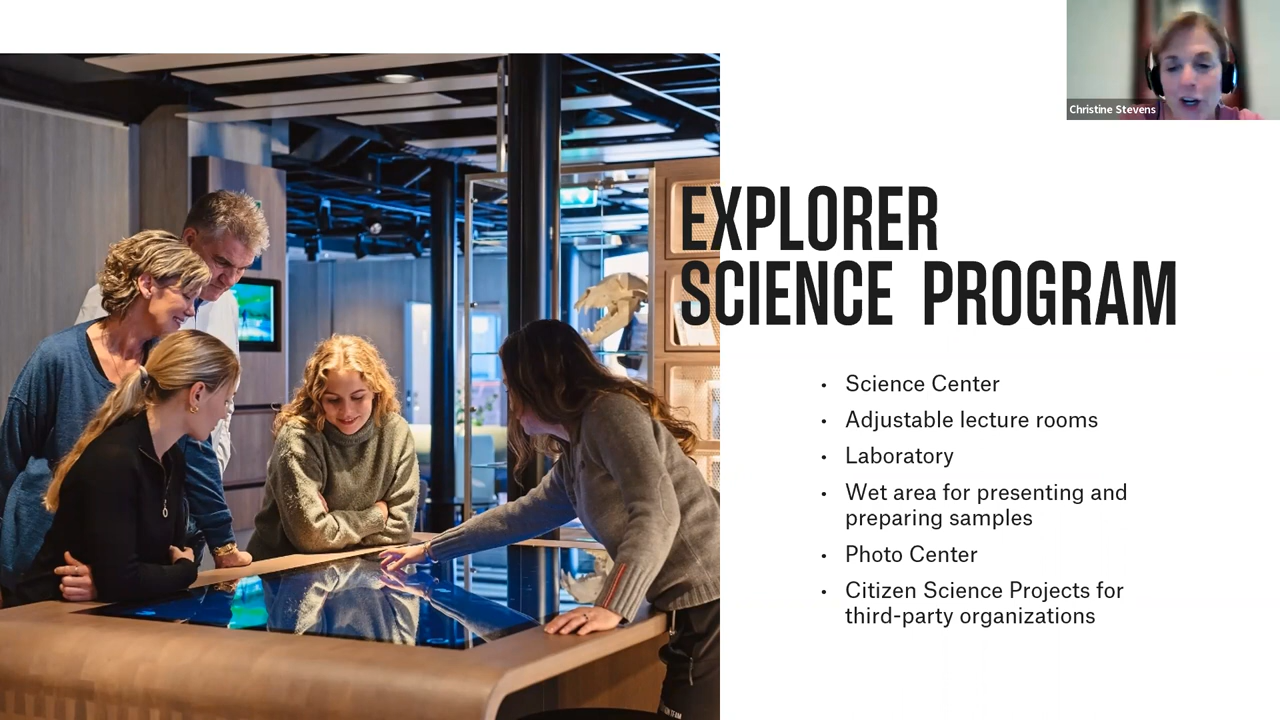 Christine Stevens
EXPLORER
SCIENCE PROGRAM
• Science Center
• Adjustable lecture rooms
• Laboratory
• Wet area for presenting and
preparing samples
• Photo Center
• Citizen Science Projects for
third-party organizations